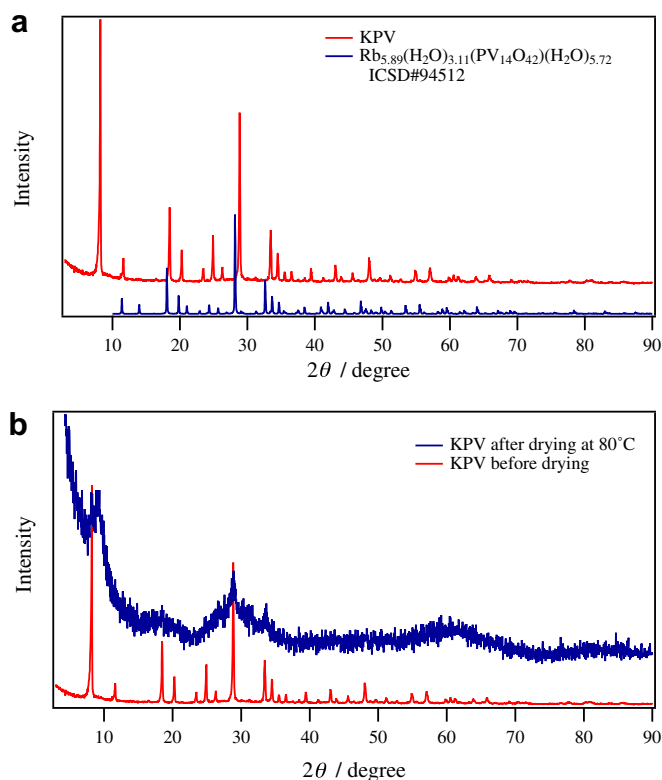 a
KPV
Rb5.89(H2O)3.11(PV14O42)(H2O)5.72
ICSD#94512
Intensity
10 20 30 40 50 60 70 80 90
2θ / degree
b
KPV after drying at 80˚C
KPV before drying
Intensity
10 20 30 40 50 60 70 80 90
2θ / degree